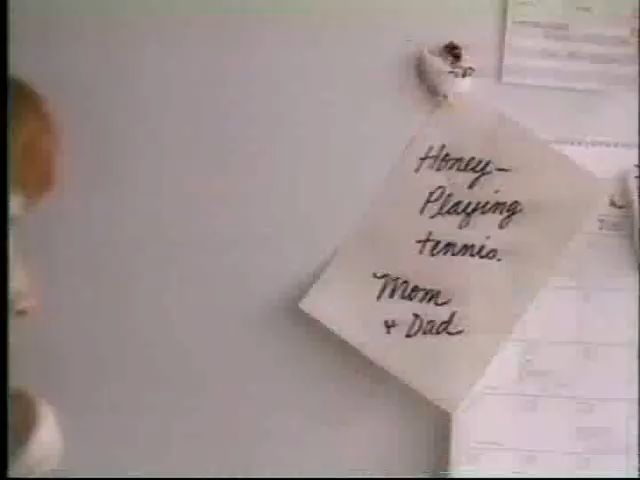 Honey-
Playing
tennis.
Mom
& Dad